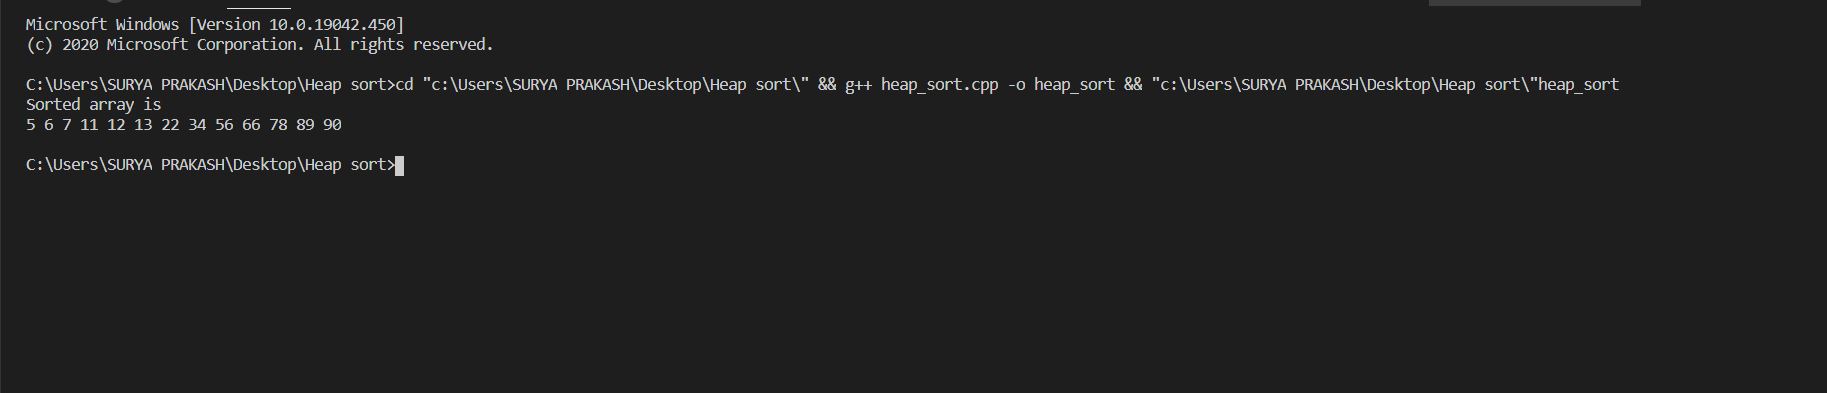 Microsoft Windows [Version 10.0.19042.450]
(c) 2020 Microsoft Corporation. All rights reserved.
C:\Users\SURYA PRAKASH\Desktop\Heap sort>cd "c:\Users\SURYA PRAKASH\Desktop\Heap sort\" && g++ heap_sort.cpp -o heap_sort && "c:\Users\SURYA PRAKASH\Desktop\Heap sort\"heap_sort
Sorted array is
5 6 7 11 12 13 22 34 56 66 78 89 90
C:\Users\SURYA PRAKASH\Desktop\Heap sort>